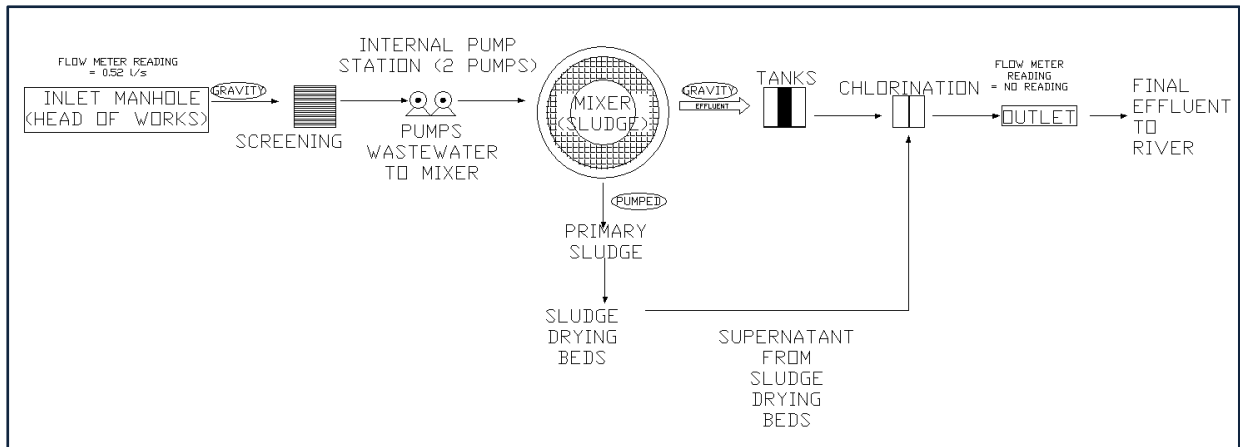 FLOW METER READING
= 0.52 l/s
INLET MANHOLE
(HEAD OF WORKS)
GRAVITY
SCREENING
INTERNAL PUMP
STATION (2 PUMPS)
PUMPS
WASTEWATER
TO MIXER
MIXER
(SLUDGE)
GRAVITY
EFFLUENT
TANKS
CHLORINATION
FLOW METER
READING
= NO READING
OUTLET
FINAL
EFFLUENT
TO
RIVER
PUMPED
PRIMARY
SLUDGE
SLUDGE
DRYING
BEDS
SUPERNATANT
FROM
SLUDGE
DRYING
BEDS